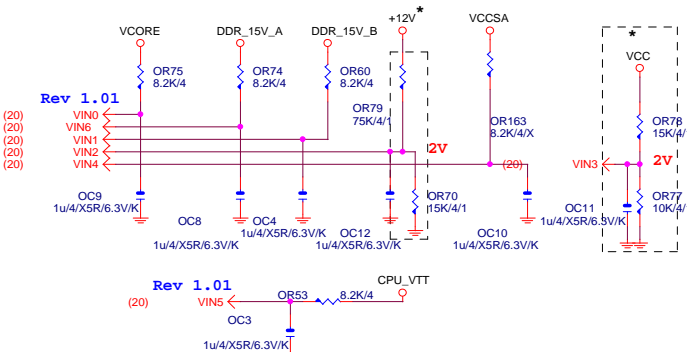 +12V *
VCORE DDR_15V_A DDR_15V_B VCCSA *
VCC
OR75 OR74 OR60
8.2K/4 8.2K/4 8.2K/4
Rev 1.01
OR79 OR163 OR78
75K/4/1 8.2K/4/X 15K/4/
(20) VIN0
(20) VIN6
(20) VIN1
(20) VIN2 2V
(20) VIN4 (20) VIN3 2V
OC9 OR70 OR77
1u/4/X5R/6.3V/K 15K/4/1 10K/4/
OC8 OC4 OC12 OC10 OC11
1u/4/X5R/6.3V/K 1u/4/X5R/6.3V/K 1u/4/X5R/6.3V/K 1u/4/X5R/6.3V/K 1u/4/X5R/6.3V/K
Rev 1.01 CPU_VTT
(20) VIN5 OR53 8.2K/4
OC3
1u/4/X5R/6.3V/K